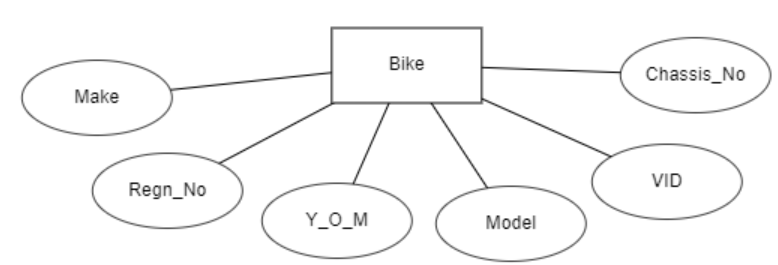 Bike
Chassis_No
Make
Regn_No
VID
Y_O_M
Model